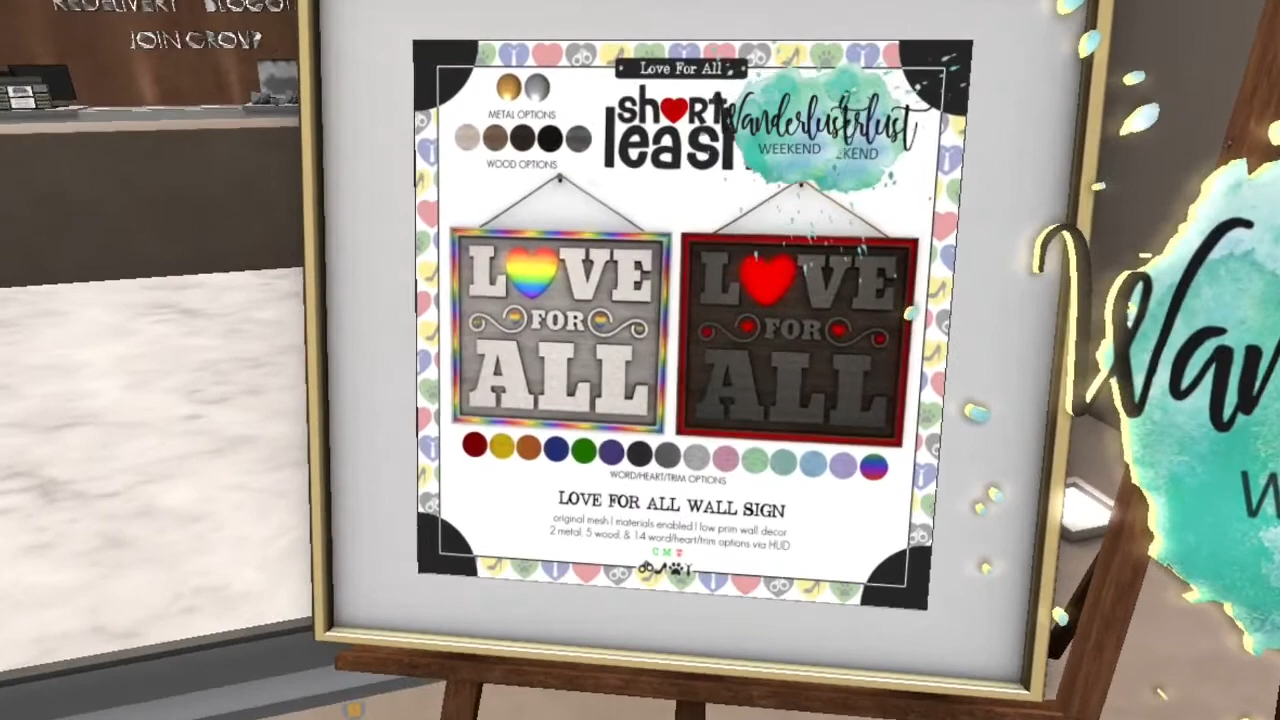 REDELIVERY
JOIN GROUP
Love For All
METAL OPTIONS
WOOD OPTIONS
short
leash
Wanderlust
WEEKEND
LOVE
FOR
ALL
LOVE
FOR
ALL
WORD/HEART/TRIM OPTIONS
LOVE FOR ALL WALL SIGN
original mesh | materials enabled | low prim wall decor
2 metal, 5 wood, & 14 word/heart/trim options via HUD
C M T